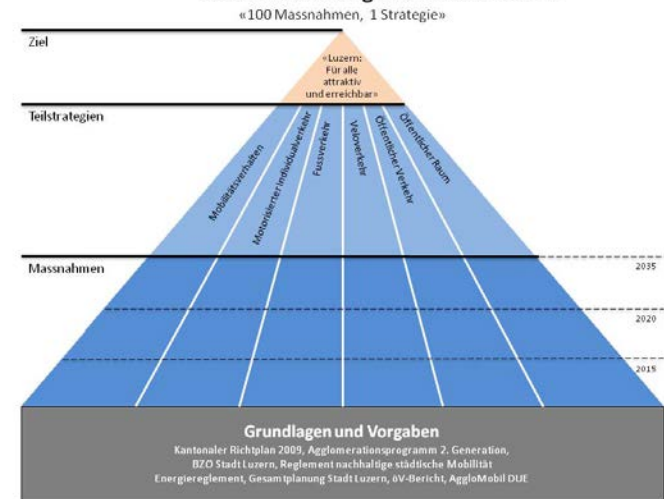 «100 Massnahmen, 1 Strategie»
Ziel
«Luzern:
Für alle
attraktiv
und erreichbar»
Teilstrategien
Mobilitätsverhalten
Motorisierter Individualverkehr
Fussverkehr
Veloverkehr
Öffentlicher Verkehr
Öffentlicher Raum
Massnahmen
2035
2020
2015
Grundlagen und Vorgaben
Kantonaler Richtplan 2009, Agglomerationsprogramm 2. Generation,
BZO Stadt Luzern, Reglement nachhaltige städtische Mobilität
Energiereglement, Gesamtplanung Stadt Luzern, öV-Bericht, AggloMobil DUE